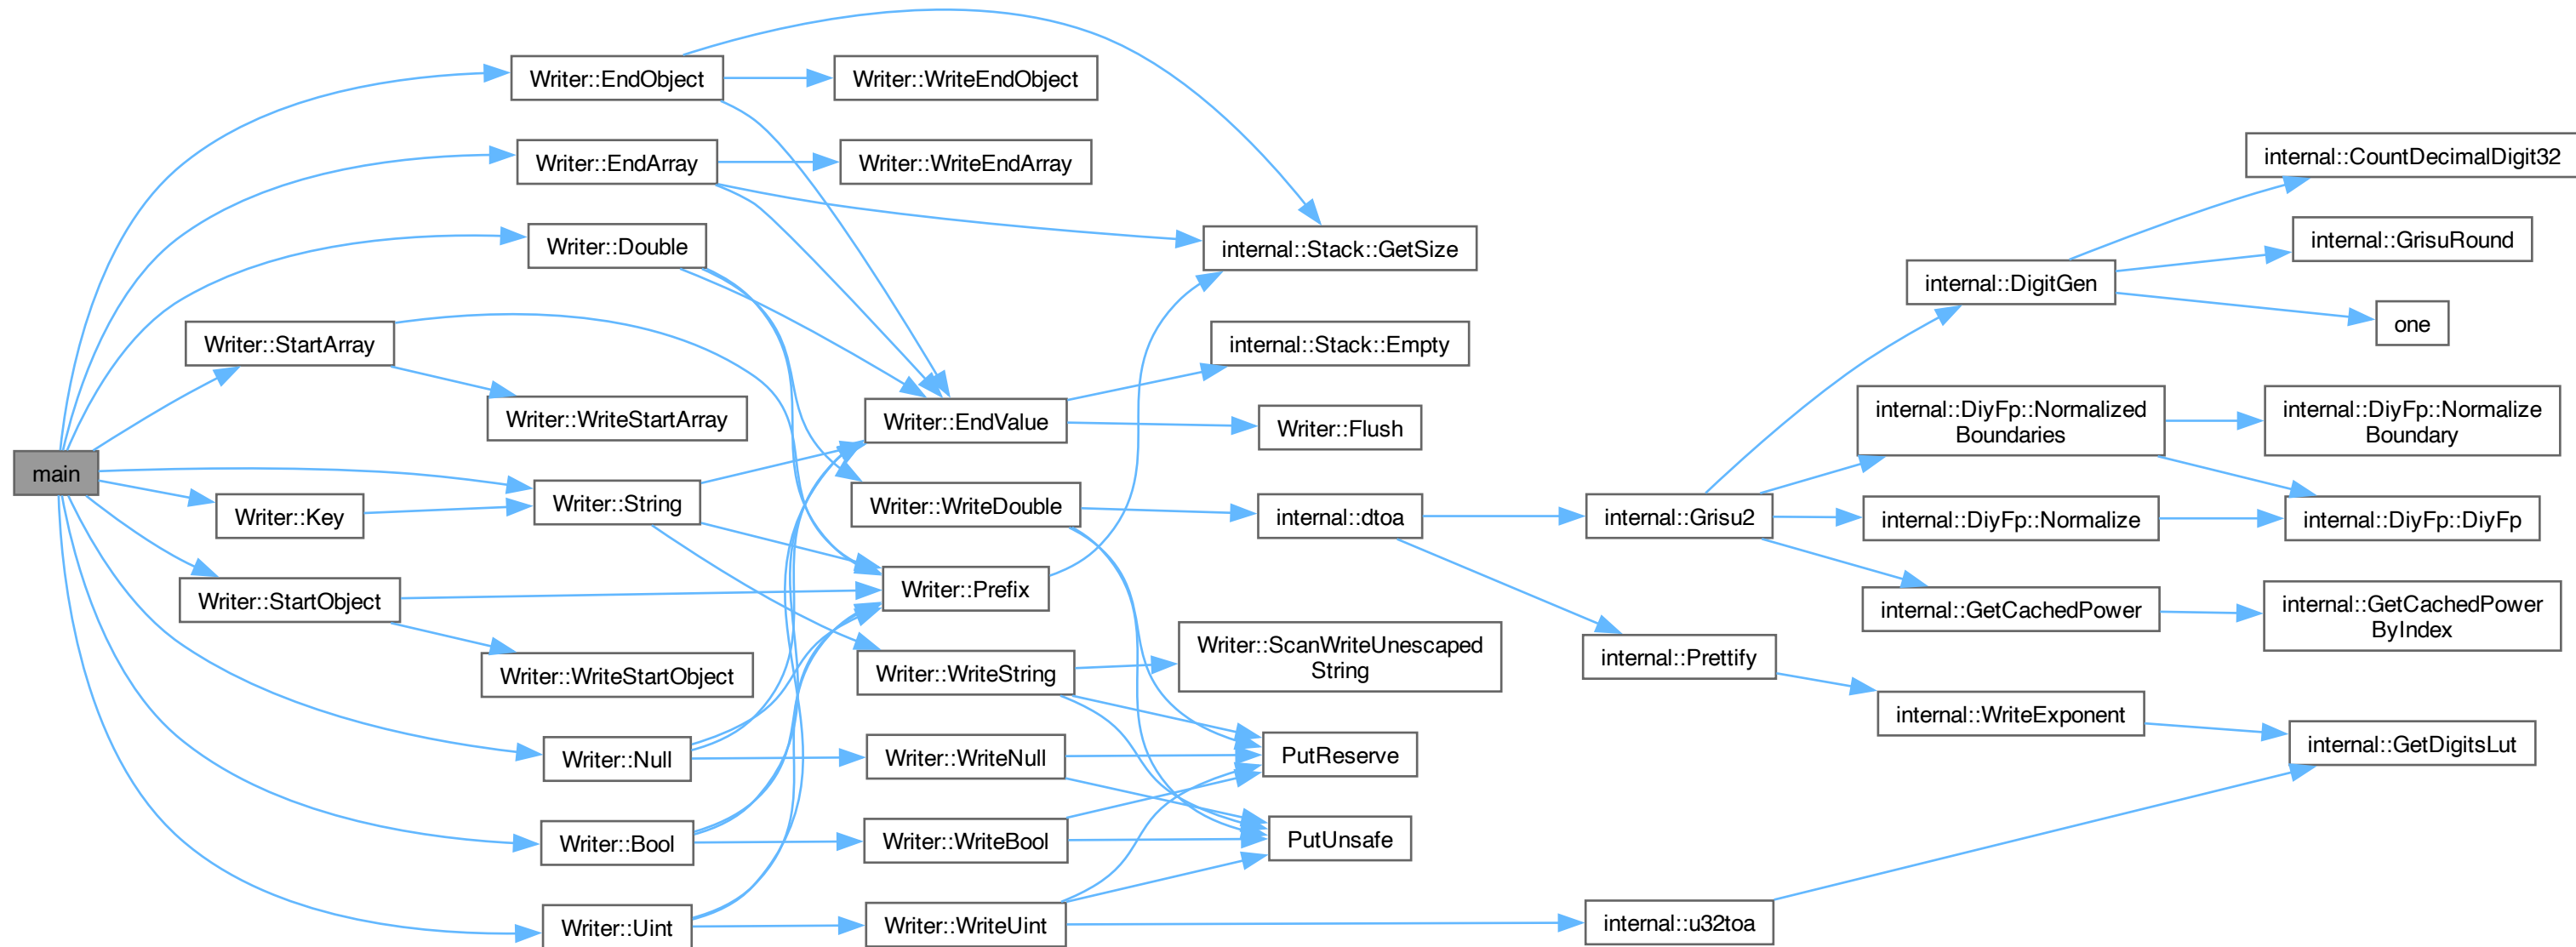 main
Writer::EndObject
Writer::EndArray
Writer::Double
Writer::StartArray
Writer::WriteStartArray
Writer::Key
Writer::String
Writer::StartObject
Writer::WriteStartObject
Writer::Null
Writer::Bool
Writer::Uint
Writer::WriteEndObject
Writer::WriteEndArray
Writer::EndValue
Writer::WriteDouble
Writer::Prefix
Writer::WriteString
Writer::WriteNull
Writer::WriteBool
Writer::WriteUint
internal::Stack::GetSize
internal::Stack::Empty
Writer::Flush
internal::dtoa
Writer::ScanWriteUnescaped
String
PutReserve
PutUnsafe
internal::Grisu2
internal::Prettify
internal::u32toa
internal::DigitGen
internal::DiyFp::Normalized
Boundaries
internal::DiyFp::Normalize
internal::GetCachedPower
internal::WriteExponent
internal::CountDecimalDigit32
internal::GrisuRound
one
internal::DiyFp::Normalize
Boundary
internal::DiyFp::DiyFp
internal::GetCachedPower
ByIndex
internal::GetDigitsLut